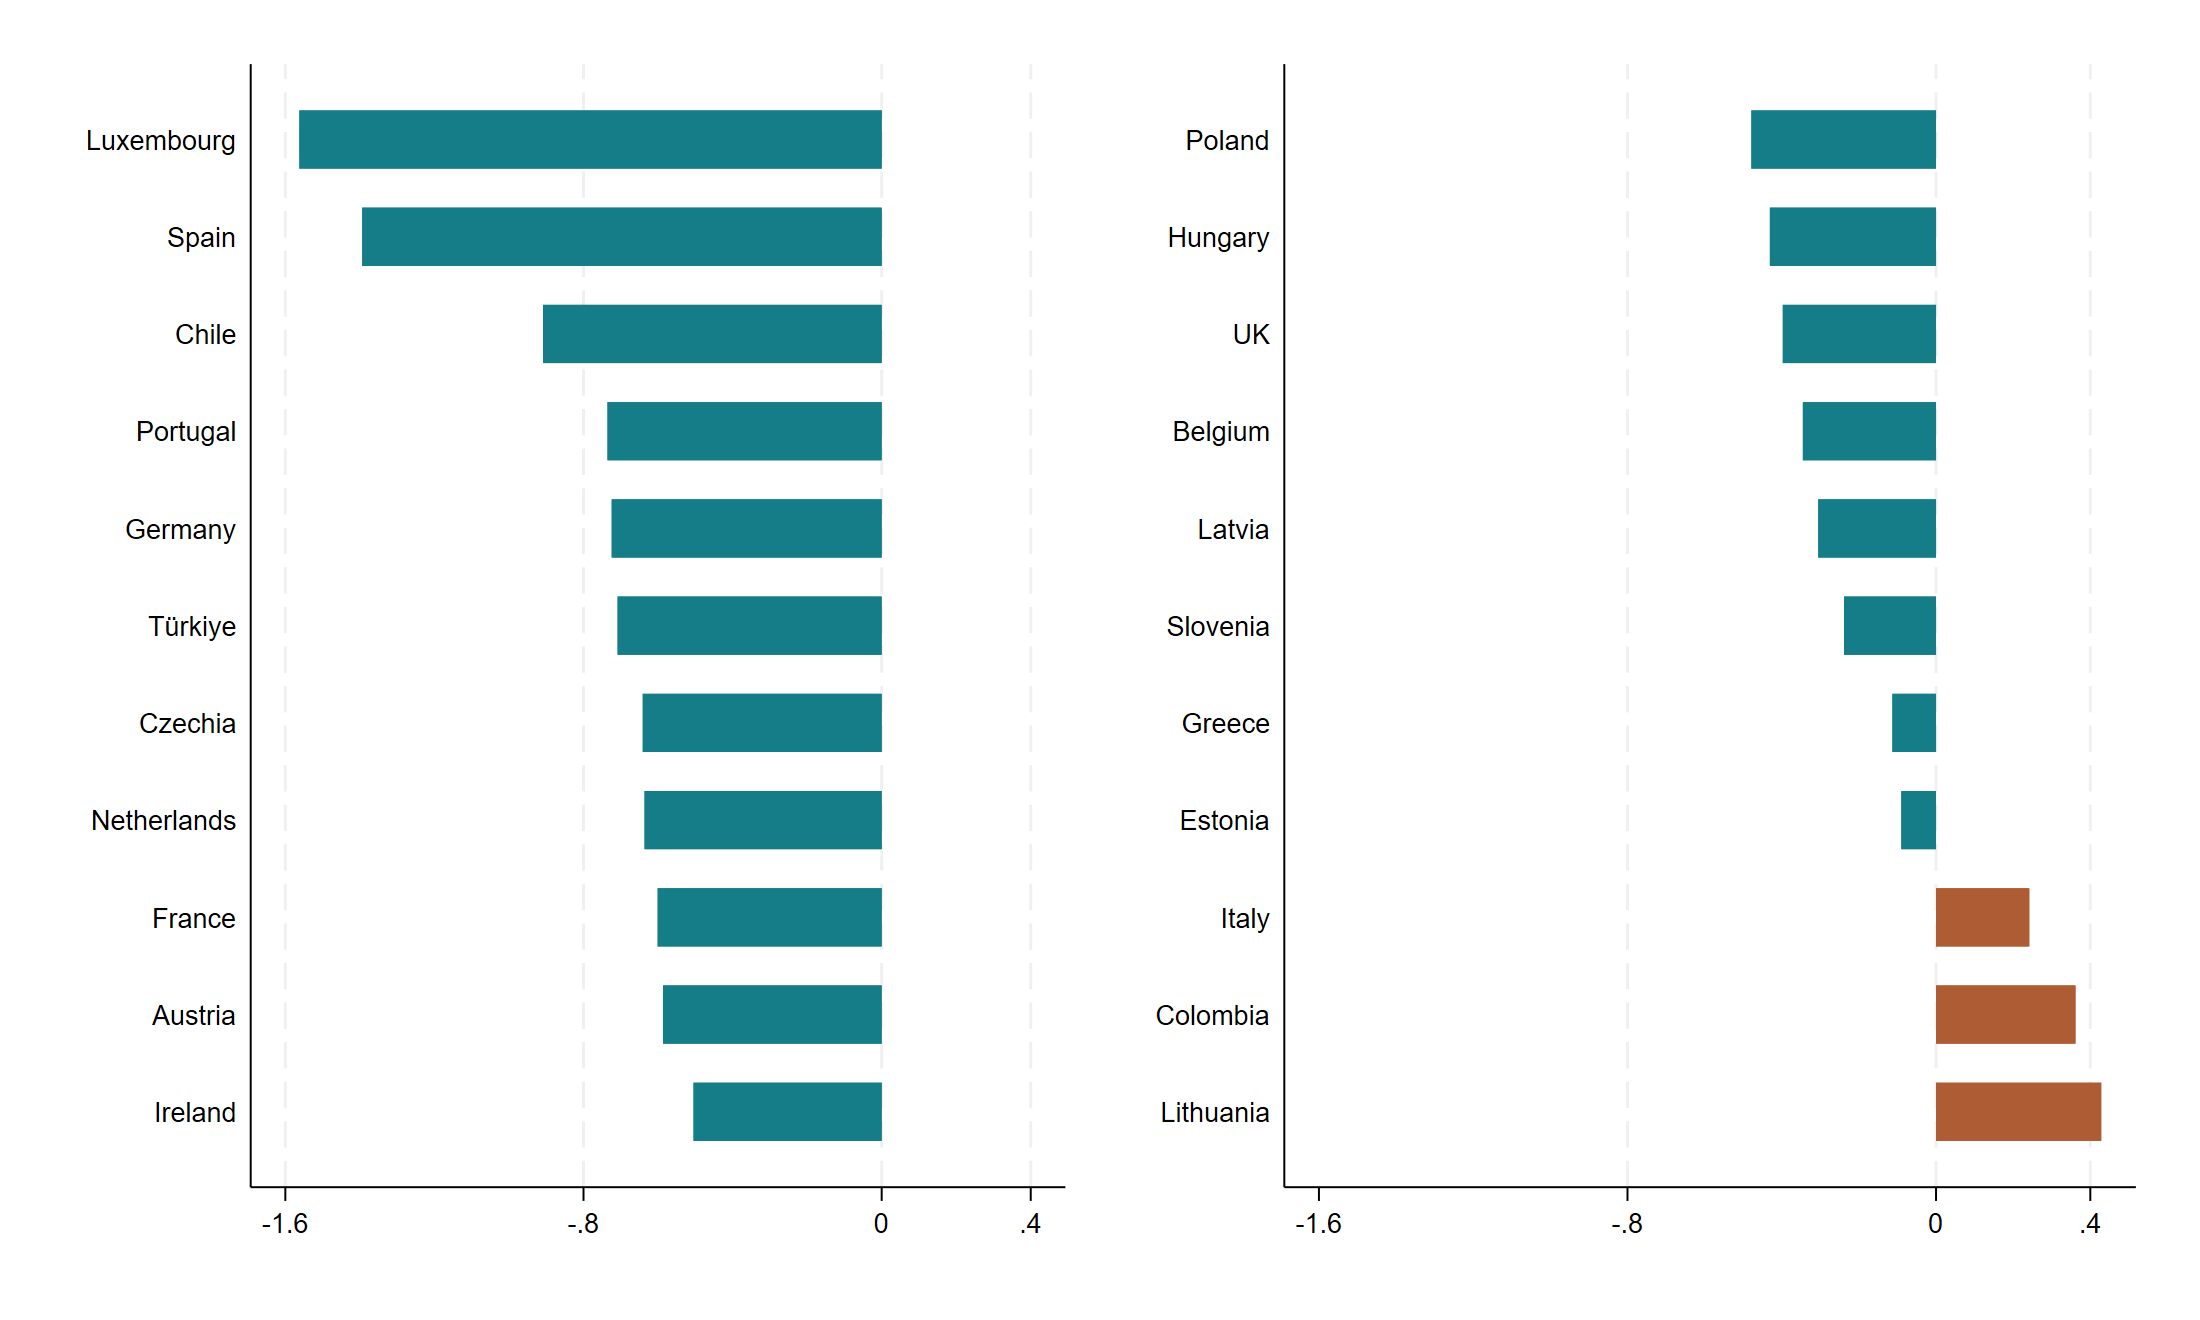 Luxembourg
Spain
Chile
Portugal
Germany
Türkiye
Czechia
Netherlands
France
Austria
Ireland
-1.6 -.8 0 .4
Poland
Hungary
UK
Belgium
Latvia
Slovenia
Greece
Estonia
Italy
Colombia
Lithuania
-1.6 -.8 0 .4